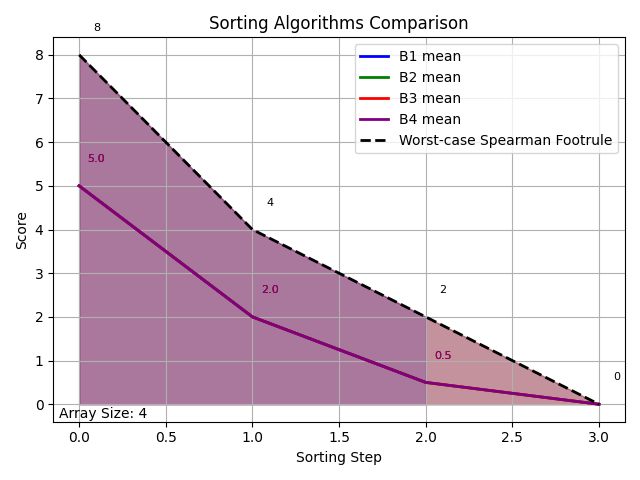 Sorting Algorithms Comparison
8
B1 mean
B2 mean
B3 mean
B4 mean
Worst-case Spearman Footrule
5.0
4
2.0
2
0.5
0
Score
8
7
6
5
4
3
2
1
0
Array Size: 4
0.0 0.5 1.0 1.5 2.0 2.5 3.0
Sorting Step